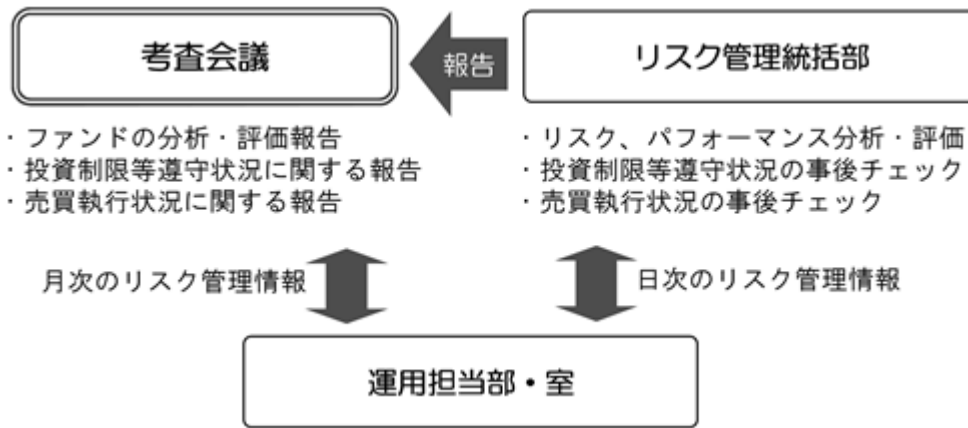 考査会議
報告
リスク管理統括部
・ファンドの分析・評価報告
・投資制限等遵守状況に関する報告
・売買執行状況に関する報告
・リスク、パフォーマンス分析・評価
・投資制限等遵守状況の事後チェック
・売買執行状況の事後チェック
月次のリスク管理情報
日次のリスク管理情報
運用担当部・室